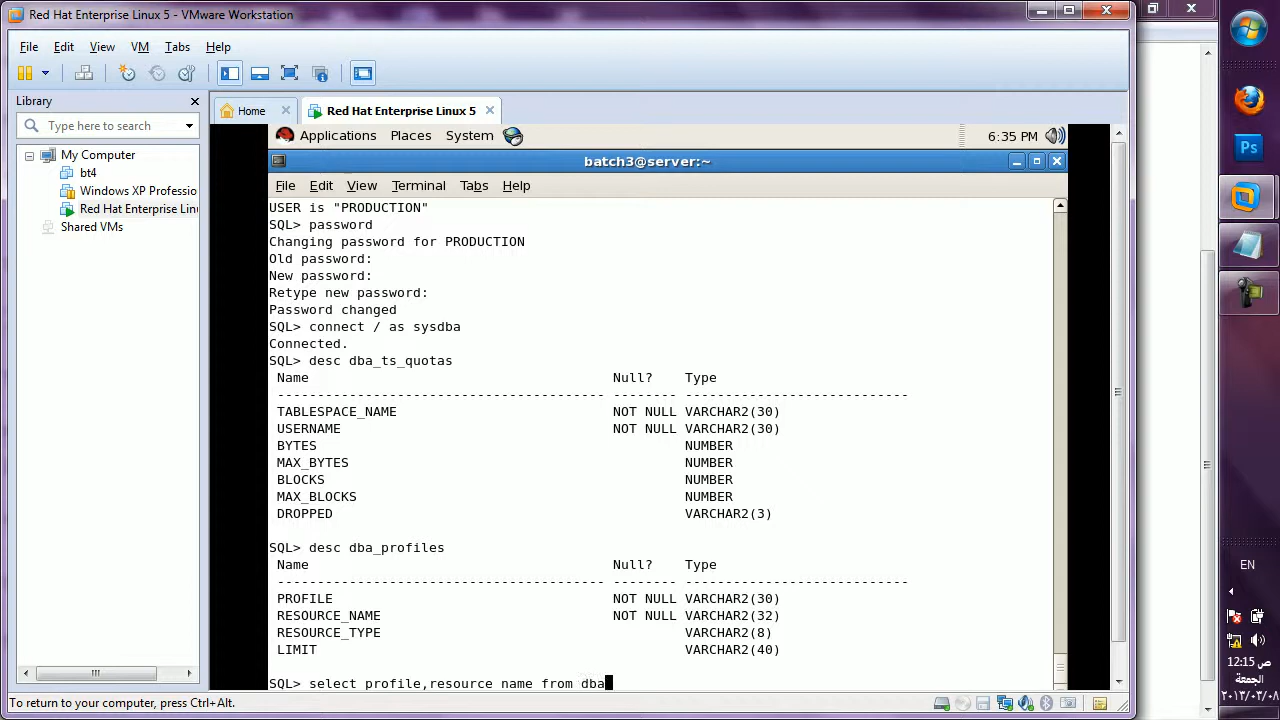 Red Hat Enterprise Linux 5 - VMware Workstation
File Edit View VM Tabs Help
Library
Type here to search
My Computer
bt4
Windows XP Professio
Red Hat Enterprise Lin
Shared VMs
Home
Red Hat Enterprise Linux 5
Applications Places System
6:35 PM
batch3@server:~
File Edit View Terminal Tabs Help
USER is "PRODUCTION"
SQL> password
Changing password for PRODUCTION
Old password:
New password:
Retype new password:
Password changed
SQL> connect / as sysdba
Connected.
SQL> desc dba_ts_quotas
Name Null? Type
----------------------------------------- -------- ----------------------------
TABLESPACE_NAME NOT NULL VARCHAR2(30)
USERNAME NOT NULL VARCHAR2(30)
BYTES NUMBER
MAX_BYTES NUMBER
BLOCKS NUMBER
MAX_BLOCKS NUMBER
DROPPED VARCHAR2(3)
SQL> desc dba_profiles
Name Null? Type
----------------------------------------- -------- ----------------------------
PROFILE NOT NULL VARCHAR2(30)
RESOURCE_NAME NOT NULL VARCHAR2(32)
RESOURCE_TYPE VARCHAR2(8)
LIMIT VARCHAR2(40)
SQL> select profile,resource_name from dba
To return to your computer, press Ctrl+Alt.
Ps
EN
12:15 ص
الجمعة
٢٠١٣/٠٣/٠٨